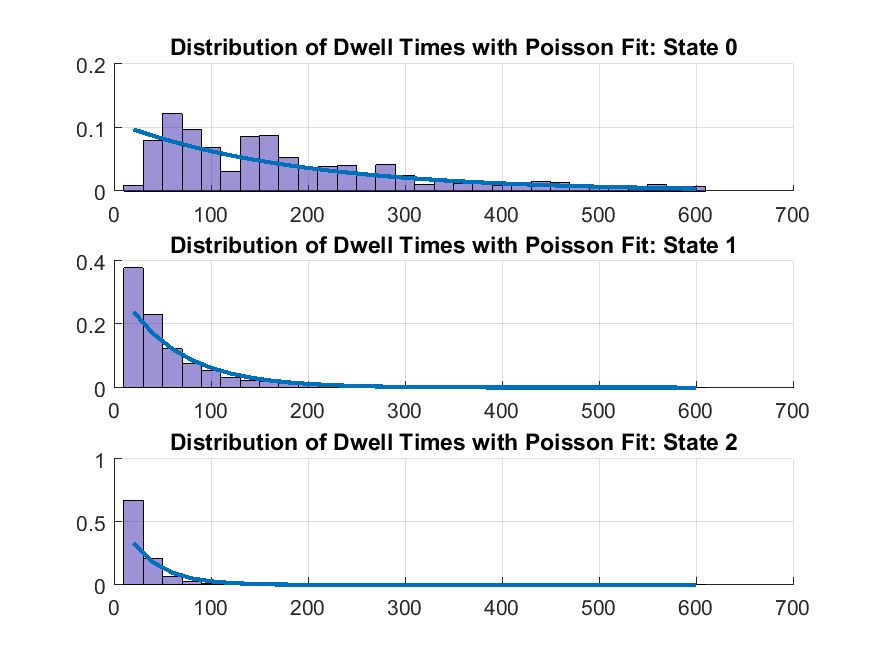 Distribution of Dwell Times with Poisson Fit: State 0
0.2
0.1
0
0 100 200 300 400 500 600 700
Distribution of Dwell Times with Poisson Fit: State 1
0.4
0.2
0
0 100 200 300 400 500 600 700
Distribution of Dwell Times with Poisson Fit: State 2
1
0.5
0
0 100 200 300 400 500 600 700